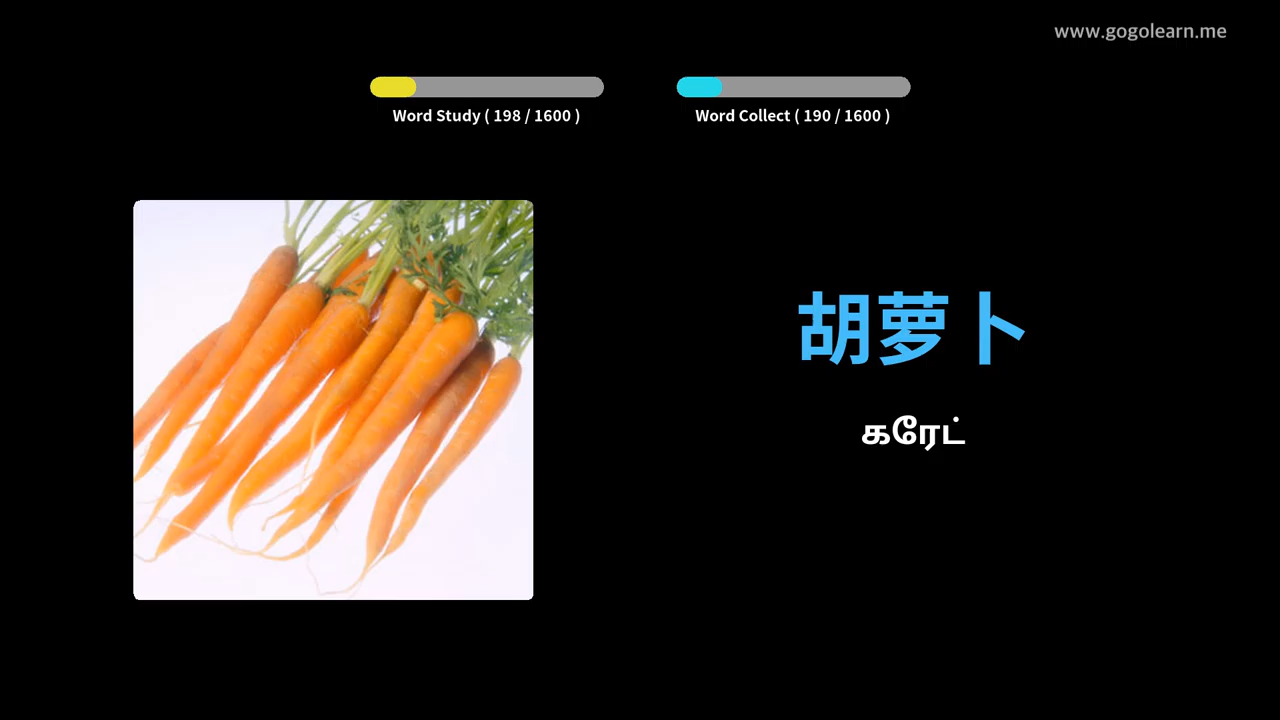 www.gogolearn.me
Word Study ( 198 / 1600 )
Word Collect ( 190 / 1600 )
胡萝卜
கரேட்